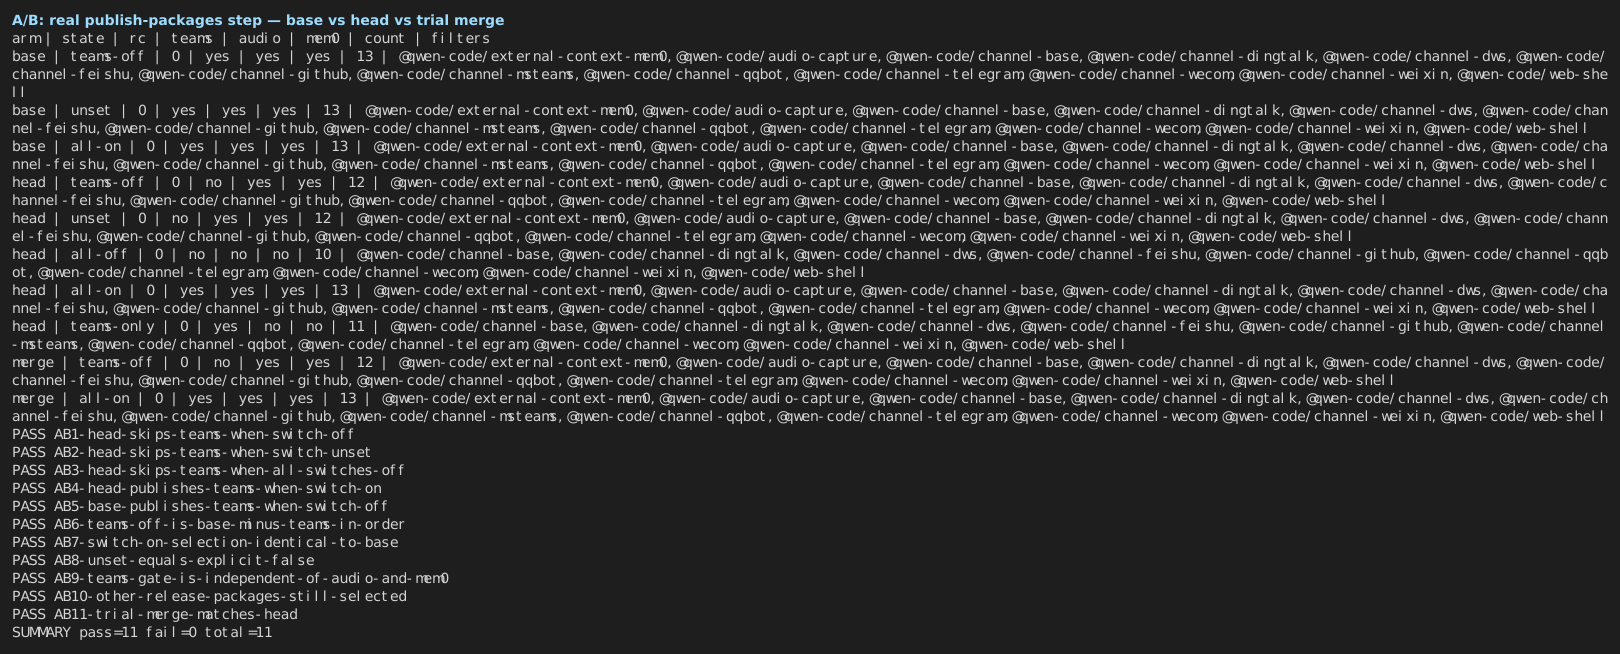 A/B: real publish-packages step — base vs head vs trial merge
arm | state | rc | teams | audio | mem0 | count | filters
base | teams-off | 0 | yes | yes | yes | 13 | @qwen-code/external-context-mem0, @qwen-code/audio-capture, @qwen-code/channel-base, @qwen-code/channel-dingtalk, @qwen-code/channel-dws, @qwen-code/
channel-feishu, @qwen-code/channel-github, @qwen-code/channel-msteams, @qwen-code/channel-qqbot, @qwen-code/channel-telegram, @qwen-code/channel-wecom, @qwen-code/channel-weixin, @qwen-code/web-she
ll
base | unset | 0 | yes | yes | yes | 13 | @qwen-code/external-context-mem0, @qwen-code/audio-capture, @qwen-code/channel-base, @qwen-code/channel-dingtalk, @qwen-code/channel-dws, @qwen-code/chan
nel-feishu, @qwen-code/channel-github, @qwen-code/channel-msteams, @qwen-code/channel-qqbot, @qwen-code/channel-telegram, @qwen-code/channel-wecom, @qwen-code/channel-weixin, @qwen-code/web-shell
base | all-on | 0 | yes | yes | yes | 13 | @qwen-code/external-context-mem0, @qwen-code/audio-capture, @qwen-code/channel-base, @qwen-code/channel-dingtalk, @qwen-code/channel-dws, @qwen-code/cha
nnel-feishu, @qwen-code/channel-github, @qwen-code/channel-msteams, @qwen-code/channel-qqbot, @qwen-code/channel-telegram, @qwen-code/channel-wecom, @qwen-code/channel-weixin, @qwen-code/web-shell
head | teams-off | 0 | no | yes | yes | 12 | @qwen-code/external-context-mem0, @qwen-code/audio-capture, @qwen-code/channel-base, @qwen-code/channel-dingtalk, @qwen-code/channel-dws, @qwen-code/c
hannel-feishu, @qwen-code/channel-github, @qwen-code/channel-qqbot, @qwen-code/channel-telegram, @qwen-code/channel-wecom, @qwen-code/channel-weixin, @qwen-code/web-shell
head | unset | 0 | no | yes | yes | 12 | @qwen-code/external-context-mem0, @qwen-code/audio-capture, @qwen-code/channel-base, @qwen-code/channel-dingtalk, @qwen-code/channel-dws, @qwen-code/chann
el-feishu, @qwen-code/channel-github, @qwen-code/channel-qqbot, @qwen-code/channel-telegram, @qwen-code/channel-wecom, @qwen-code/channel-weixin, @qwen-code/web-shell
head | all-off | 0 | no | no | no | 10 | @qwen-code/channel-base, @qwen-code/channel-dingtalk, @qwen-code/channel-dws, @qwen-code/channel-feishu, @qwen-code/channel-github, @qwen-code/channel-qqb
ot, @qwen-code/channel-telegram, @qwen-code/channel-wecom, @qwen-code/channel-weixin, @qwen-code/web-shell
head | all-on | 0 | yes | yes | yes | 13 | @qwen-code/external-context-mem0, @qwen-code/audio-capture, @qwen-code/channel-base, @qwen-code/channel-dingtalk, @qwen-code/channel-dws, @qwen-code/cha
nnel-feishu, @qwen-code/channel-github, @qwen-code/channel-msteams, @qwen-code/channel-qqbot, @qwen-code/channel-telegram, @qwen-code/channel-wecom, @qwen-code/channel-weixin, @qwen-code/web-shell
head | teams-only | 0 | yes | no | no | 11 | @qwen-code/channel-base, @qwen-code/channel-dingtalk, @qwen-code/channel-dws, @qwen-code/channel-feishu, @qwen-code/channel-github, @qwen-code/channel
-msteams, @qwen-code/channel-qqbot, @qwen-code/channel-telegram, @qwen-code/channel-wecom, @qwen-code/channel-weixin, @qwen-code/web-shell
merge | teams-off | 0 | no | yes | yes | 12 | @qwen-code/external-context-mem0, @qwen-code/audio-capture, @qwen-code/channel-base, @qwen-code/channel-dingtalk, @qwen-code/channel-dws, @qwen-code/
channel-feishu, @qwen-code/channel-github, @qwen-code/channel-qqbot, @qwen-code/channel-telegram, @qwen-code/channel-wecom, @qwen-code/channel-weixin, @qwen-code/web-shell
merge | all-on | 0 | yes | yes | yes | 13 | @qwen-code/external-context-mem0, @qwen-code/audio-capture, @qwen-code/channel-base, @qwen-code/channel-dingtalk, @qwen-code/channel-dws, @qwen-code/ch
annel-feishu, @qwen-code/channel-github, @qwen-code/channel-msteams, @qwen-code/channel-qqbot, @qwen-code/channel-telegram, @qwen-code/channel-wecom, @qwen-code/channel-weixin, @qwen-code/web-shell
PASS AB1-head-skips-teams-when-switch-off
PASS AB2-head-skips-teams-when-switch-unset
PASS AB3-head-skips-teams-when-all-switches-off
PASS AB4-head-publishes-teams-when-switch-on
PASS AB5-base-publishes-teams-when-switch-off
PASS AB6-teams-off-is-base-minus-teams-in-order
PASS AB7-switch-on-selection-identical-to-base
PASS AB8-unset-equals-explicit-false
PASS AB9-teams-gate-is-independent-of-audio-and-mem0
PASS AB10-other-release-packages-still-selected
PASS AB11-trial-merge-matches-head
SUMMARY pass=11 fail=0 total=11